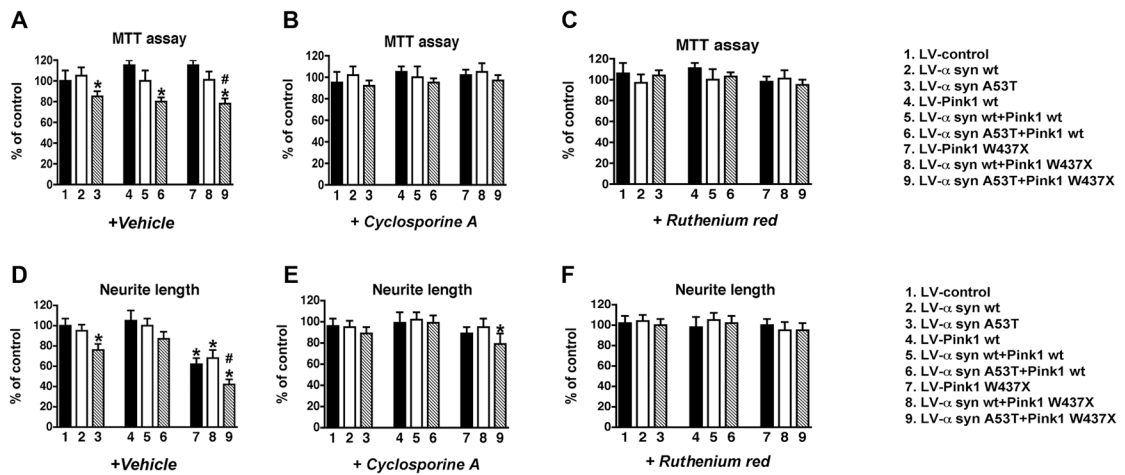 A
MTT assay
% of control
120
100
80
60
40
20
* * # *
1 2 3 4 5 6 7 8 9
+Vehicle
B
MTT assay
% of control
120
100
80
60
40
20
1 2 3 4 5 6 7 8 9
+ Cyclosporine A
C
MTT assay
% of control
120
100
80
60
40
20
1 2 3 4 5 6 7 8 9
+ Ruthenium red
1. LV-control
2. LV-α syn wt
3. LV-α syn A53T
4. LV-Pink1 wt
5. LV-α syn wt+Pink1 wt
6. LV-α syn A53T+Pink1 wt
7. LV-Pink1 W437X
8. LV-α syn wt+Pink1 W437X
9. LV-α syn A53T+Pink1 W437X
D
Neurite length
% of control
120
100
80
60
40
20
* * * # *
1 2 3 4 5 6 7 8 9
+Vehicle
E
Neurite length
% of control
120
100
80
60
40
20
*
1 2 3 4 5 6 7 8 9
+ Cyclosporine A
F
Neurite length
% of control
120
100
80
60
40
20
1 2 3 4 5 6 7 8 9
+ Ruthenium red
1. LV-control
2. LV-α syn wt
3. LV-α syn A53T
4. LV-Pink1 wt
5. LV-α syn wt+Pink1 wt
6. LV-α syn A53T+Pink1 wt
7. LV-Pink1 W437X
8. LV-α syn wt+Pink1 W437X
9. LV-α syn A53T+Pink1 W437X